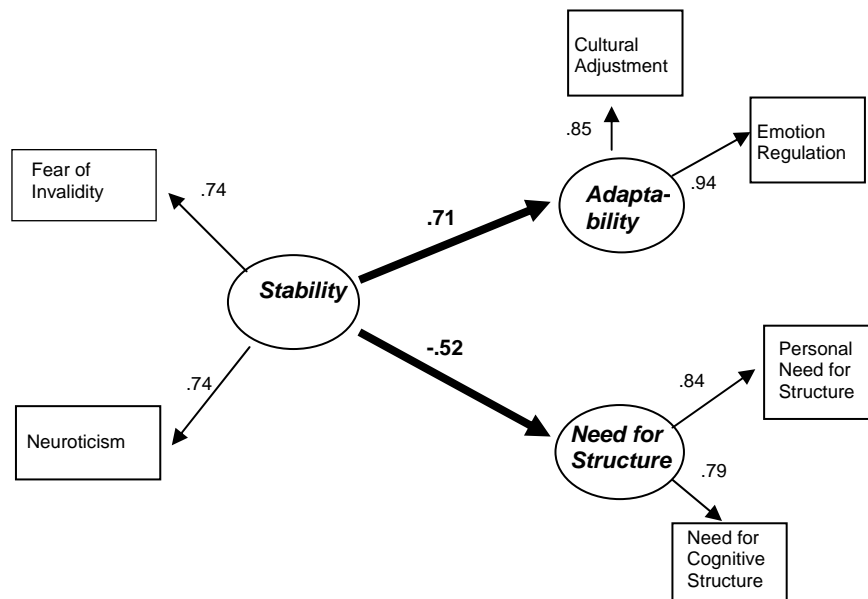 Cultural
Adjustment
.85
Emotion
Regulation
.94
Adapta-
bility
Fear of
Invalidity
.74
.71
Stability
-.52
.74
Neuroticism
Personal
Need for
Structure
.84
Need for
Structure
.79
Need for
Cognitive
Structure